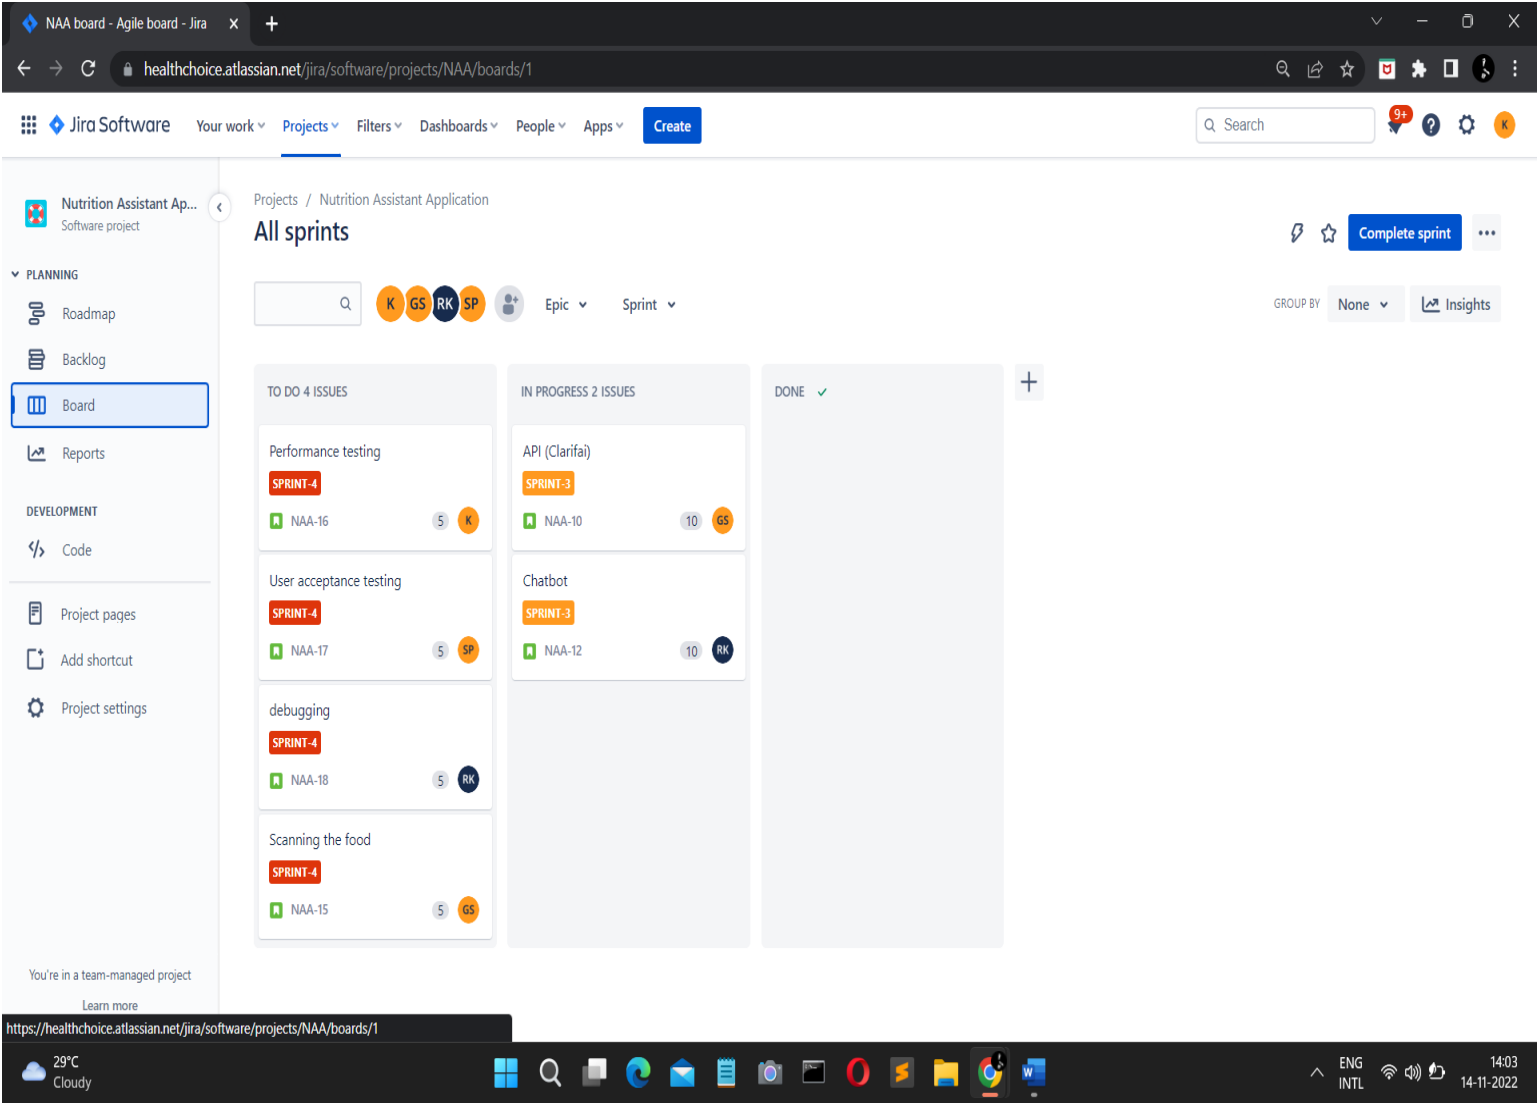 NAA board - Agile board - Jira
healthchoice.atlassian.net/jira/software/projects/NAA/boards/1
Jira Software Your work Projects Filters Dashboards People Apps Create Search 9+ ? K
Nutrition Assistant Ap...
Software project
PLANNING
Roadmap
Backlog
Board
Reports
DEVELOPMENT
Code
Project pages
Add shortcut
Project settings
You're in a team-managed project
Learn more
https://healthchoice.atlassian.net/jira/software/projects/NAA/boards/1
Projects / Nutrition Assistant Application
All sprints
Complete sprint
K GS RK SP Epic Sprint
GROUP BY None Insights
TO DO 4 ISSUES
Performance testing
SPRINT-4
NAA-16 5 K
User acceptance testing
SPRINT-4
NAA-17 5 SP
debugging
SPRINT-4
NAA-18 5 RK
Scanning the food
SPRINT-4
NAA-15 5 GS
IN PROGRESS 2 ISSUES
API (Clarifai)
SPRINT-3
NAA-10 10 GS
Chatbot
SPRINT-3
NAA-12 10 RK
DONE
29°C
Cloudy
W
ENG
INTL
14:03
14-11-2022